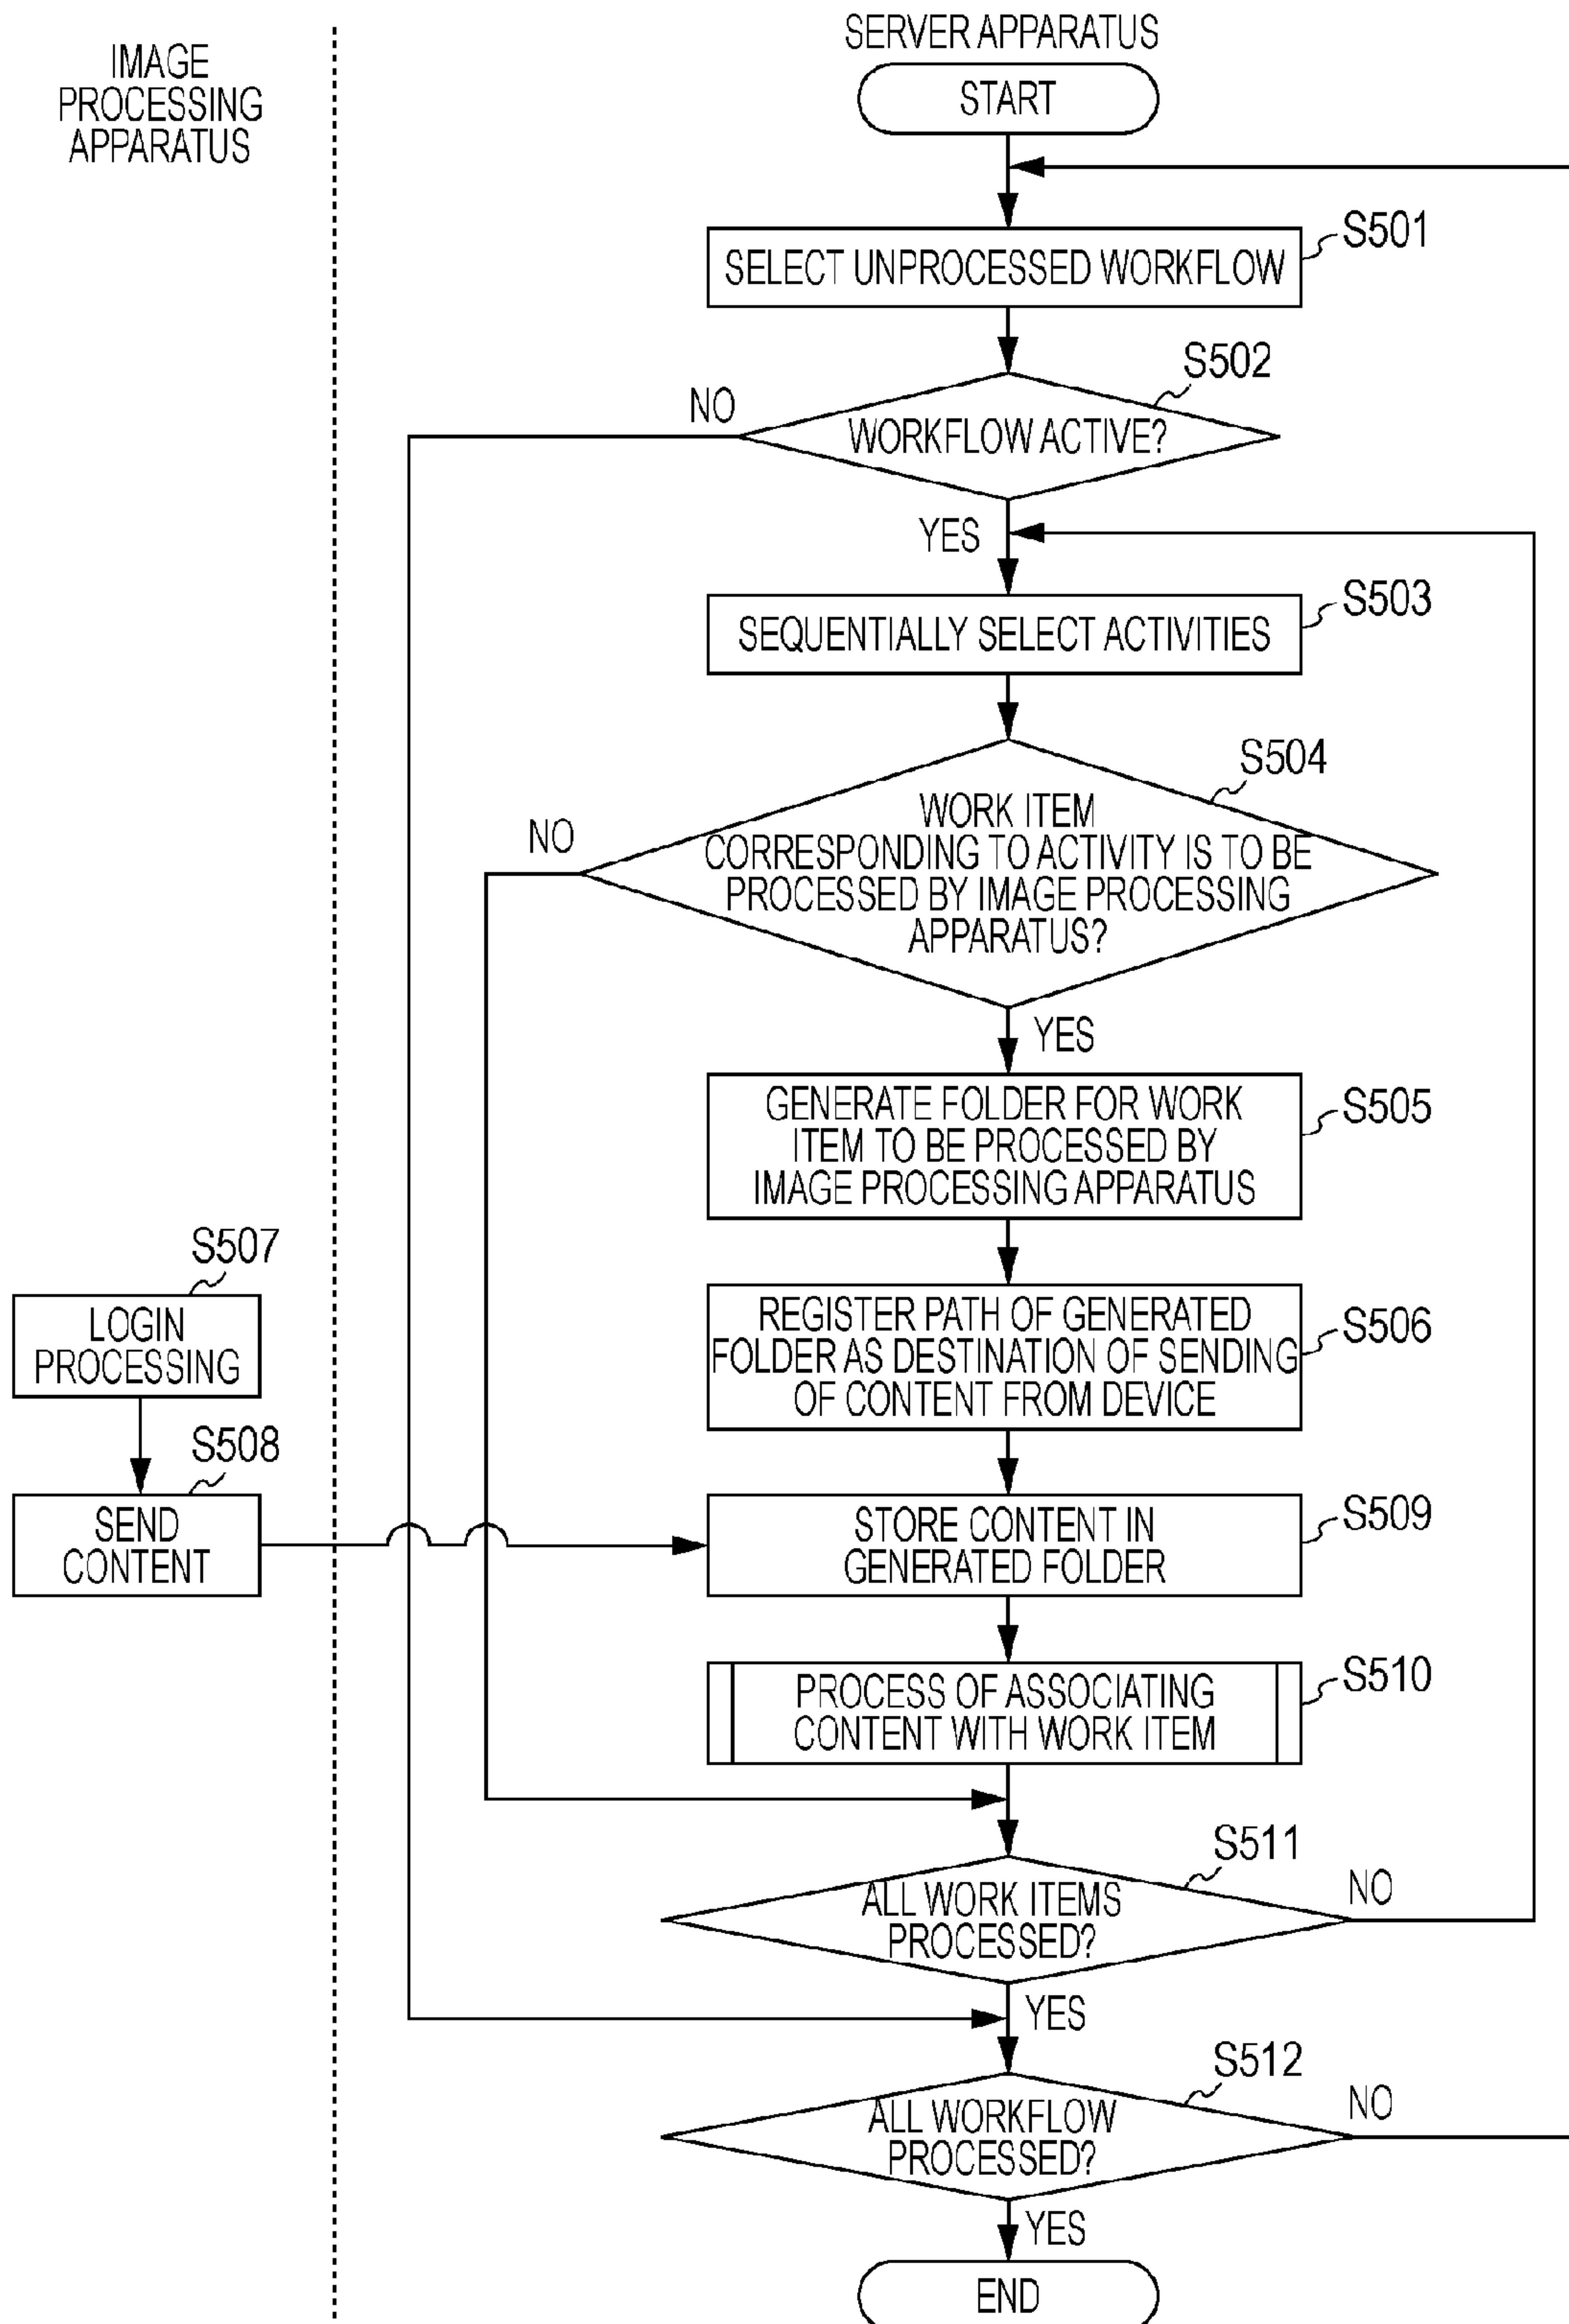 IMAGE
PROCESSING
APPARATUS
SERVER APPARATUS
START
S501
SELECT UNPROCESSED WORKFLOW
S502
NO
WORKFLOW ACTIVE?
YES
S503
SEQUENTIALLY SELECT ACTIVITIES
S504
NO
WORK ITEM
CORRESPONDING TO ACTIVITY IS TO BE
PROCESSED BY IMAGE PROCESSING
APPARATUS?
YES
S505
GENERATE FOLDER FOR WORK
ITEM TO BE PROCESSED BY
IMAGE PROCESSING APPARATUS
S507
LOGIN
PROCESSING
S506
REGISTER PATH OF GENERATED
FOLDER AS DESTINATION OF SENDING
OF CONTENT FROM DEVICE
S508
SEND
CONTENT
S509
STORE CONTENT IN
GENERATED FOLDER
S510
PROCESS OF ASSOCIATING
CONTENT WITH WORK ITEM
S511
ALL WORK ITEMS
PROCESSED?
NO
YES
S512
ALL WORKFLOW
PROCESSED?
NO
YES
END